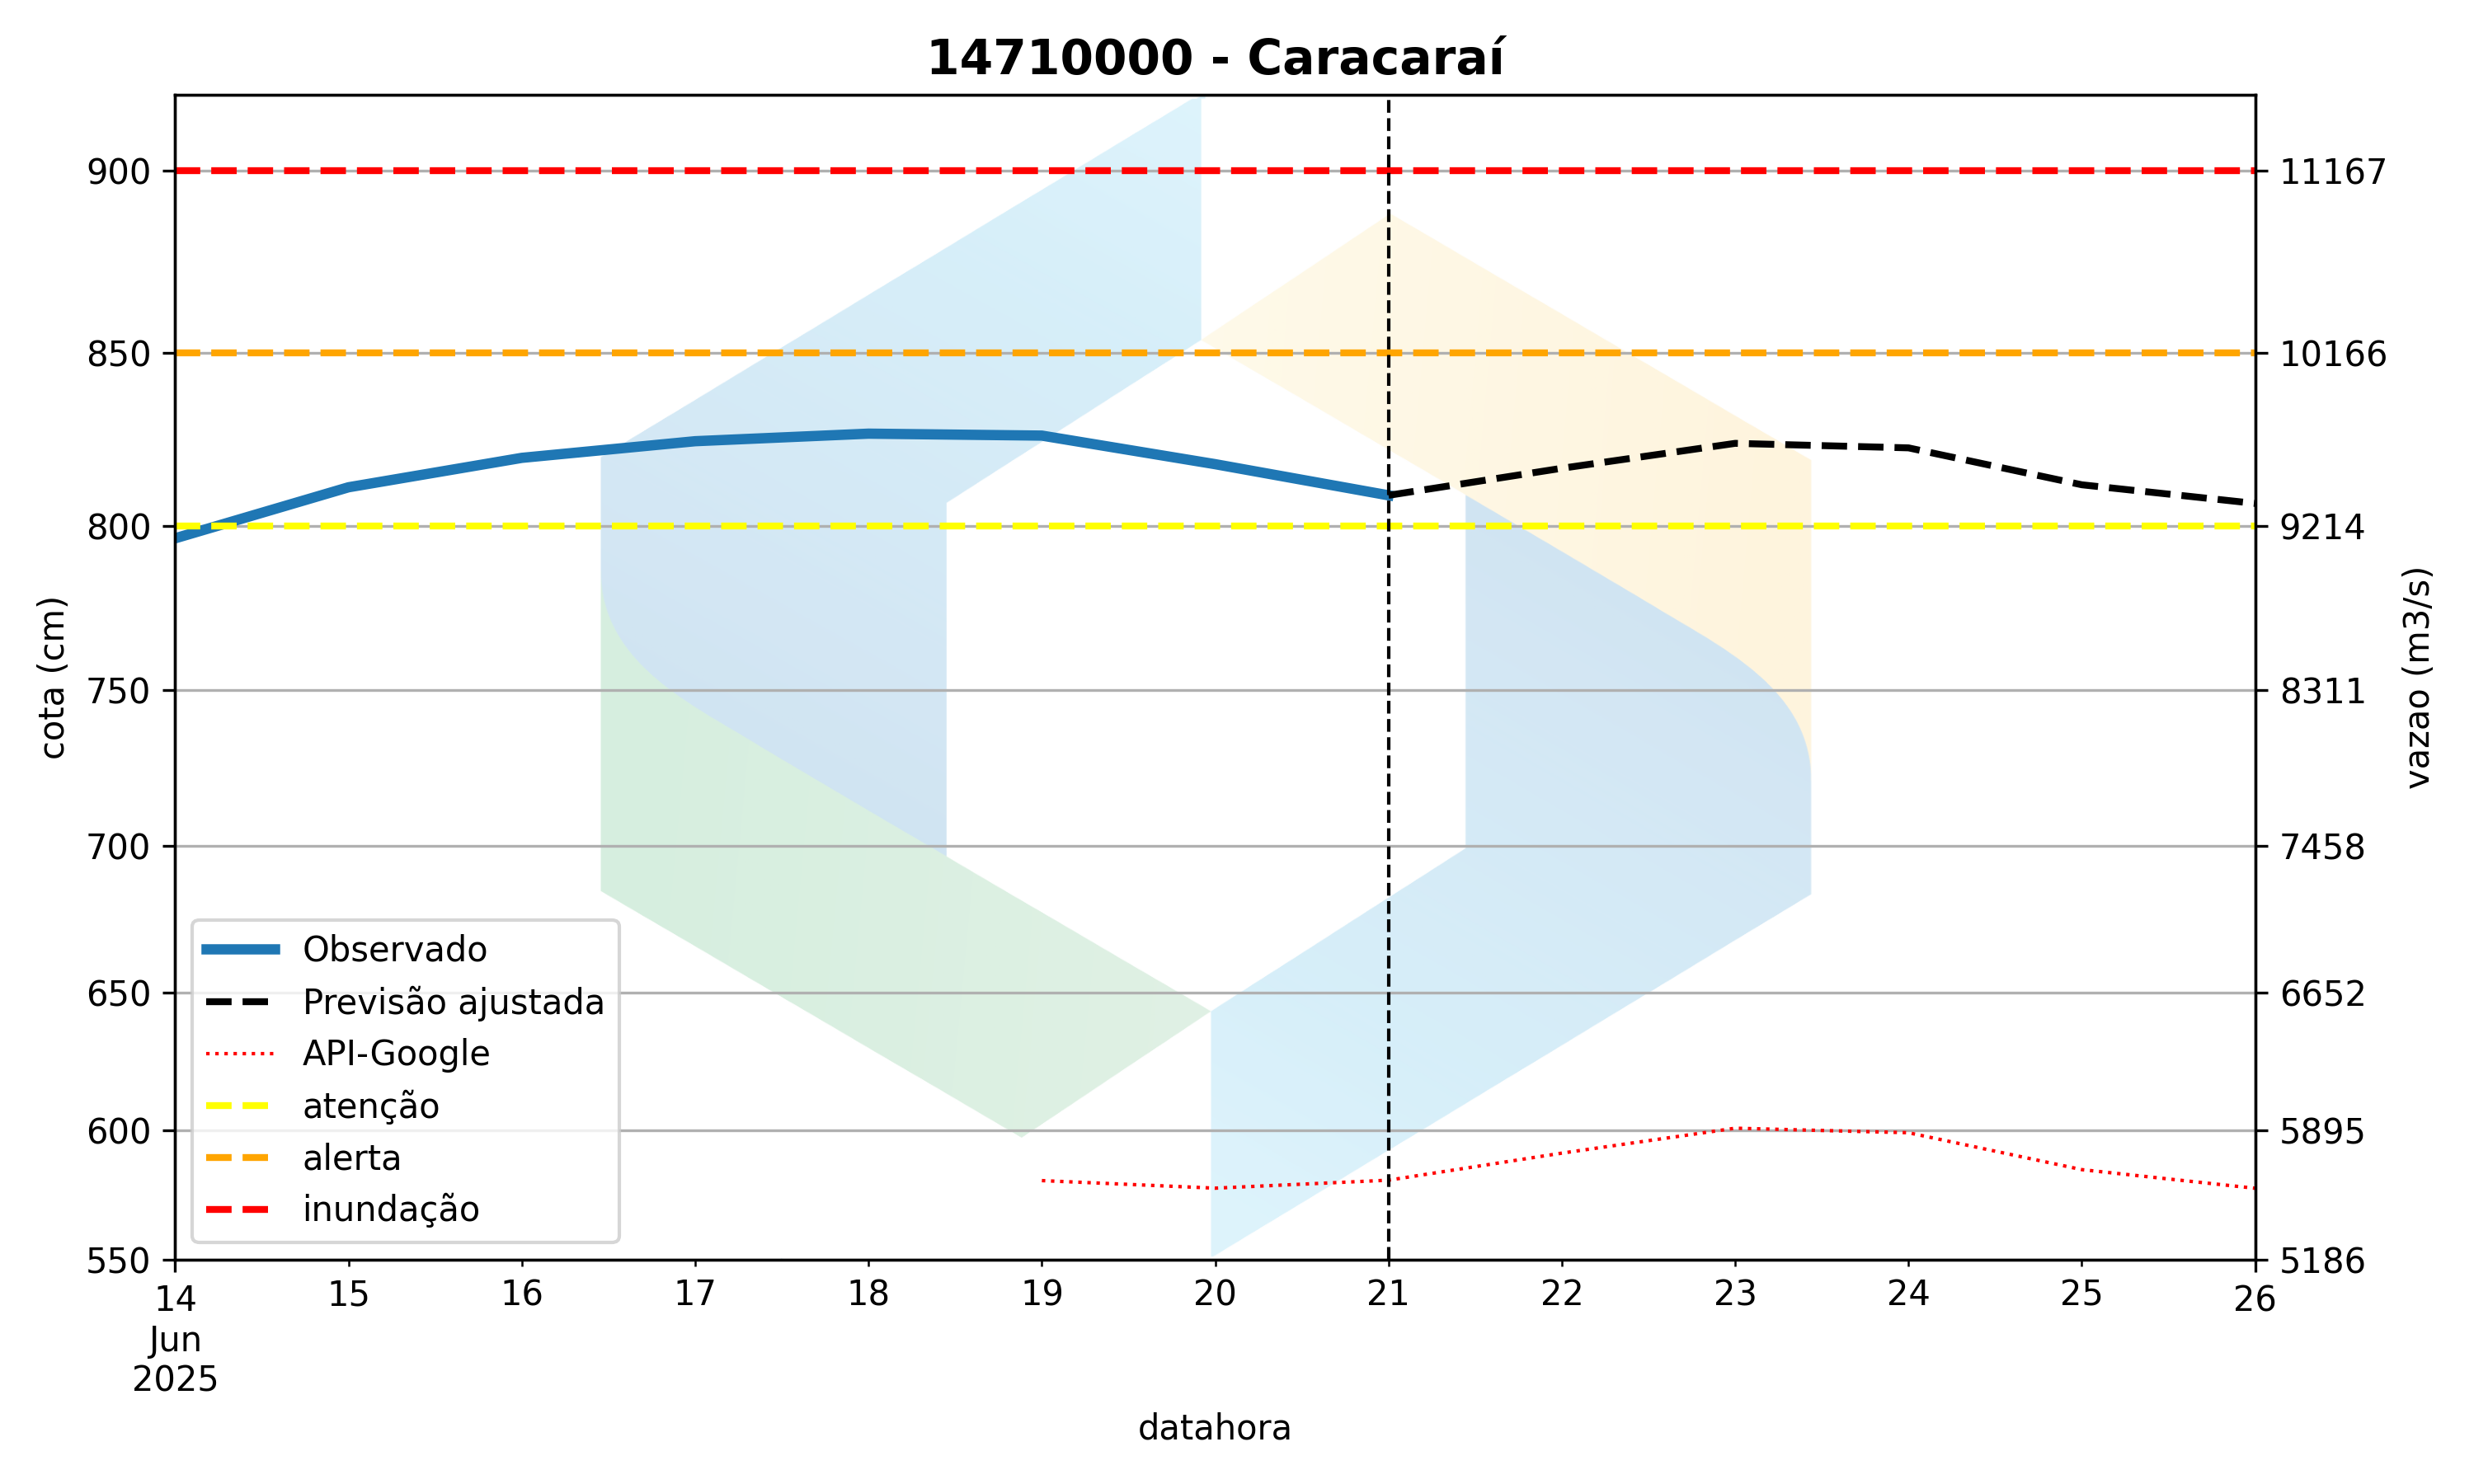 14710000 - Caracaraí
900
850
800
750
700
650
600
550
cota (cm)
11167
10166
9214
8311
7458
6652
5895
5186
vazao (m3/s)
Observado
Previsão ajustada
API-Google
atenção
alerta
inundação
14 15 16 17 18 19 20 21 22 23 24 25 26
Jun
2025
datahora